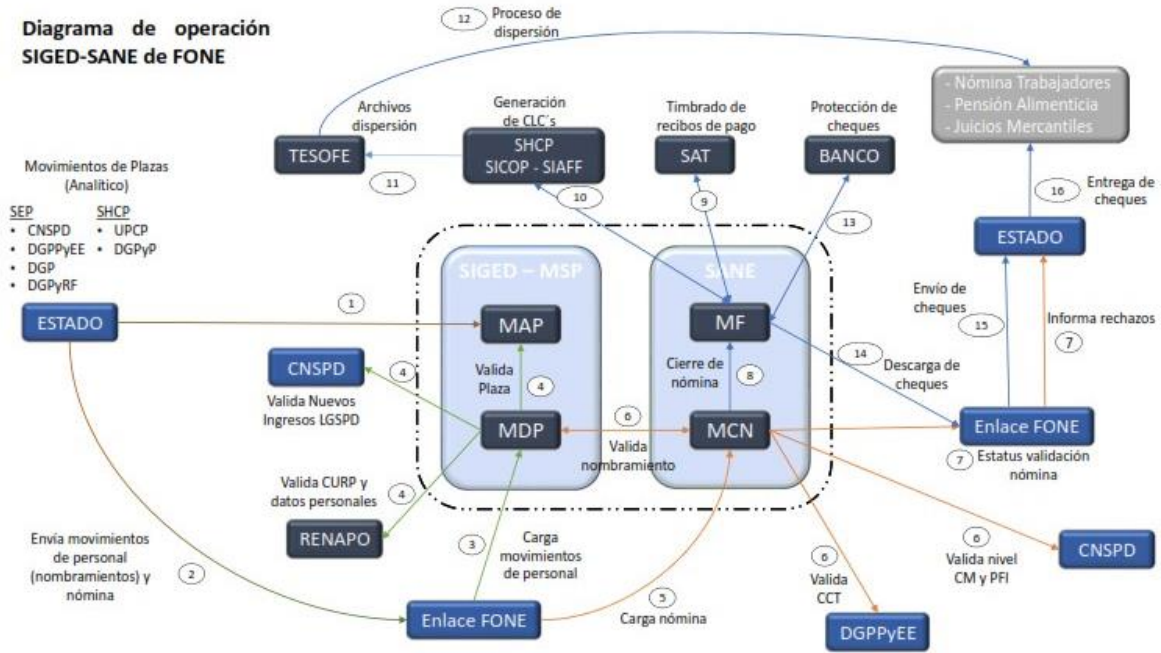 Diagrama de operación
SIGED-SANE de FONE
12
Proceso de
dispersión
- Nómina Trabajadores
- Pensión Alimenticia
- Juicios Mercantiles
Archivos
dispersión
Generación
de CLC´s
Timbrado de
recibos de pago
Protección de
cheques
TESOFE
SHCP
SICOP - SIAFF
SAT
BANCO
11
10
9
13
16
Entrega de
cheques
Movimientos de Plazas
(Analítico)
SEP
• CNSPD
• DGPPyEE
• DGP
• DGPyRF
SHCP
• UPCP
• DGPyP
ESTADO
1
SIGED – MSP
SANE
MAP
MF
ESTADO
Envío de
cheques
15
Informa rechazos
7
CNSPD
Valida Nuevos
Ingresos LGSPD
4
Valida
Plaza
4
Cierre de
nómina
8
14
Descarga de
cheques
MDP
6
Valida
nombramiento
MCN
Enlace FONE
7
Estatus validación
nómina
Valida CURP y
datos personales
4
RENAPO
Envía movimientos
de personal
(nombramientos) y
nómina
2
3
Carga
movimientos
de personal
Enlace FONE
5
Carga nómina
6
Valida
CCT
DGPPyEE
6
Valida nivel
CM y PFI
CNSPD